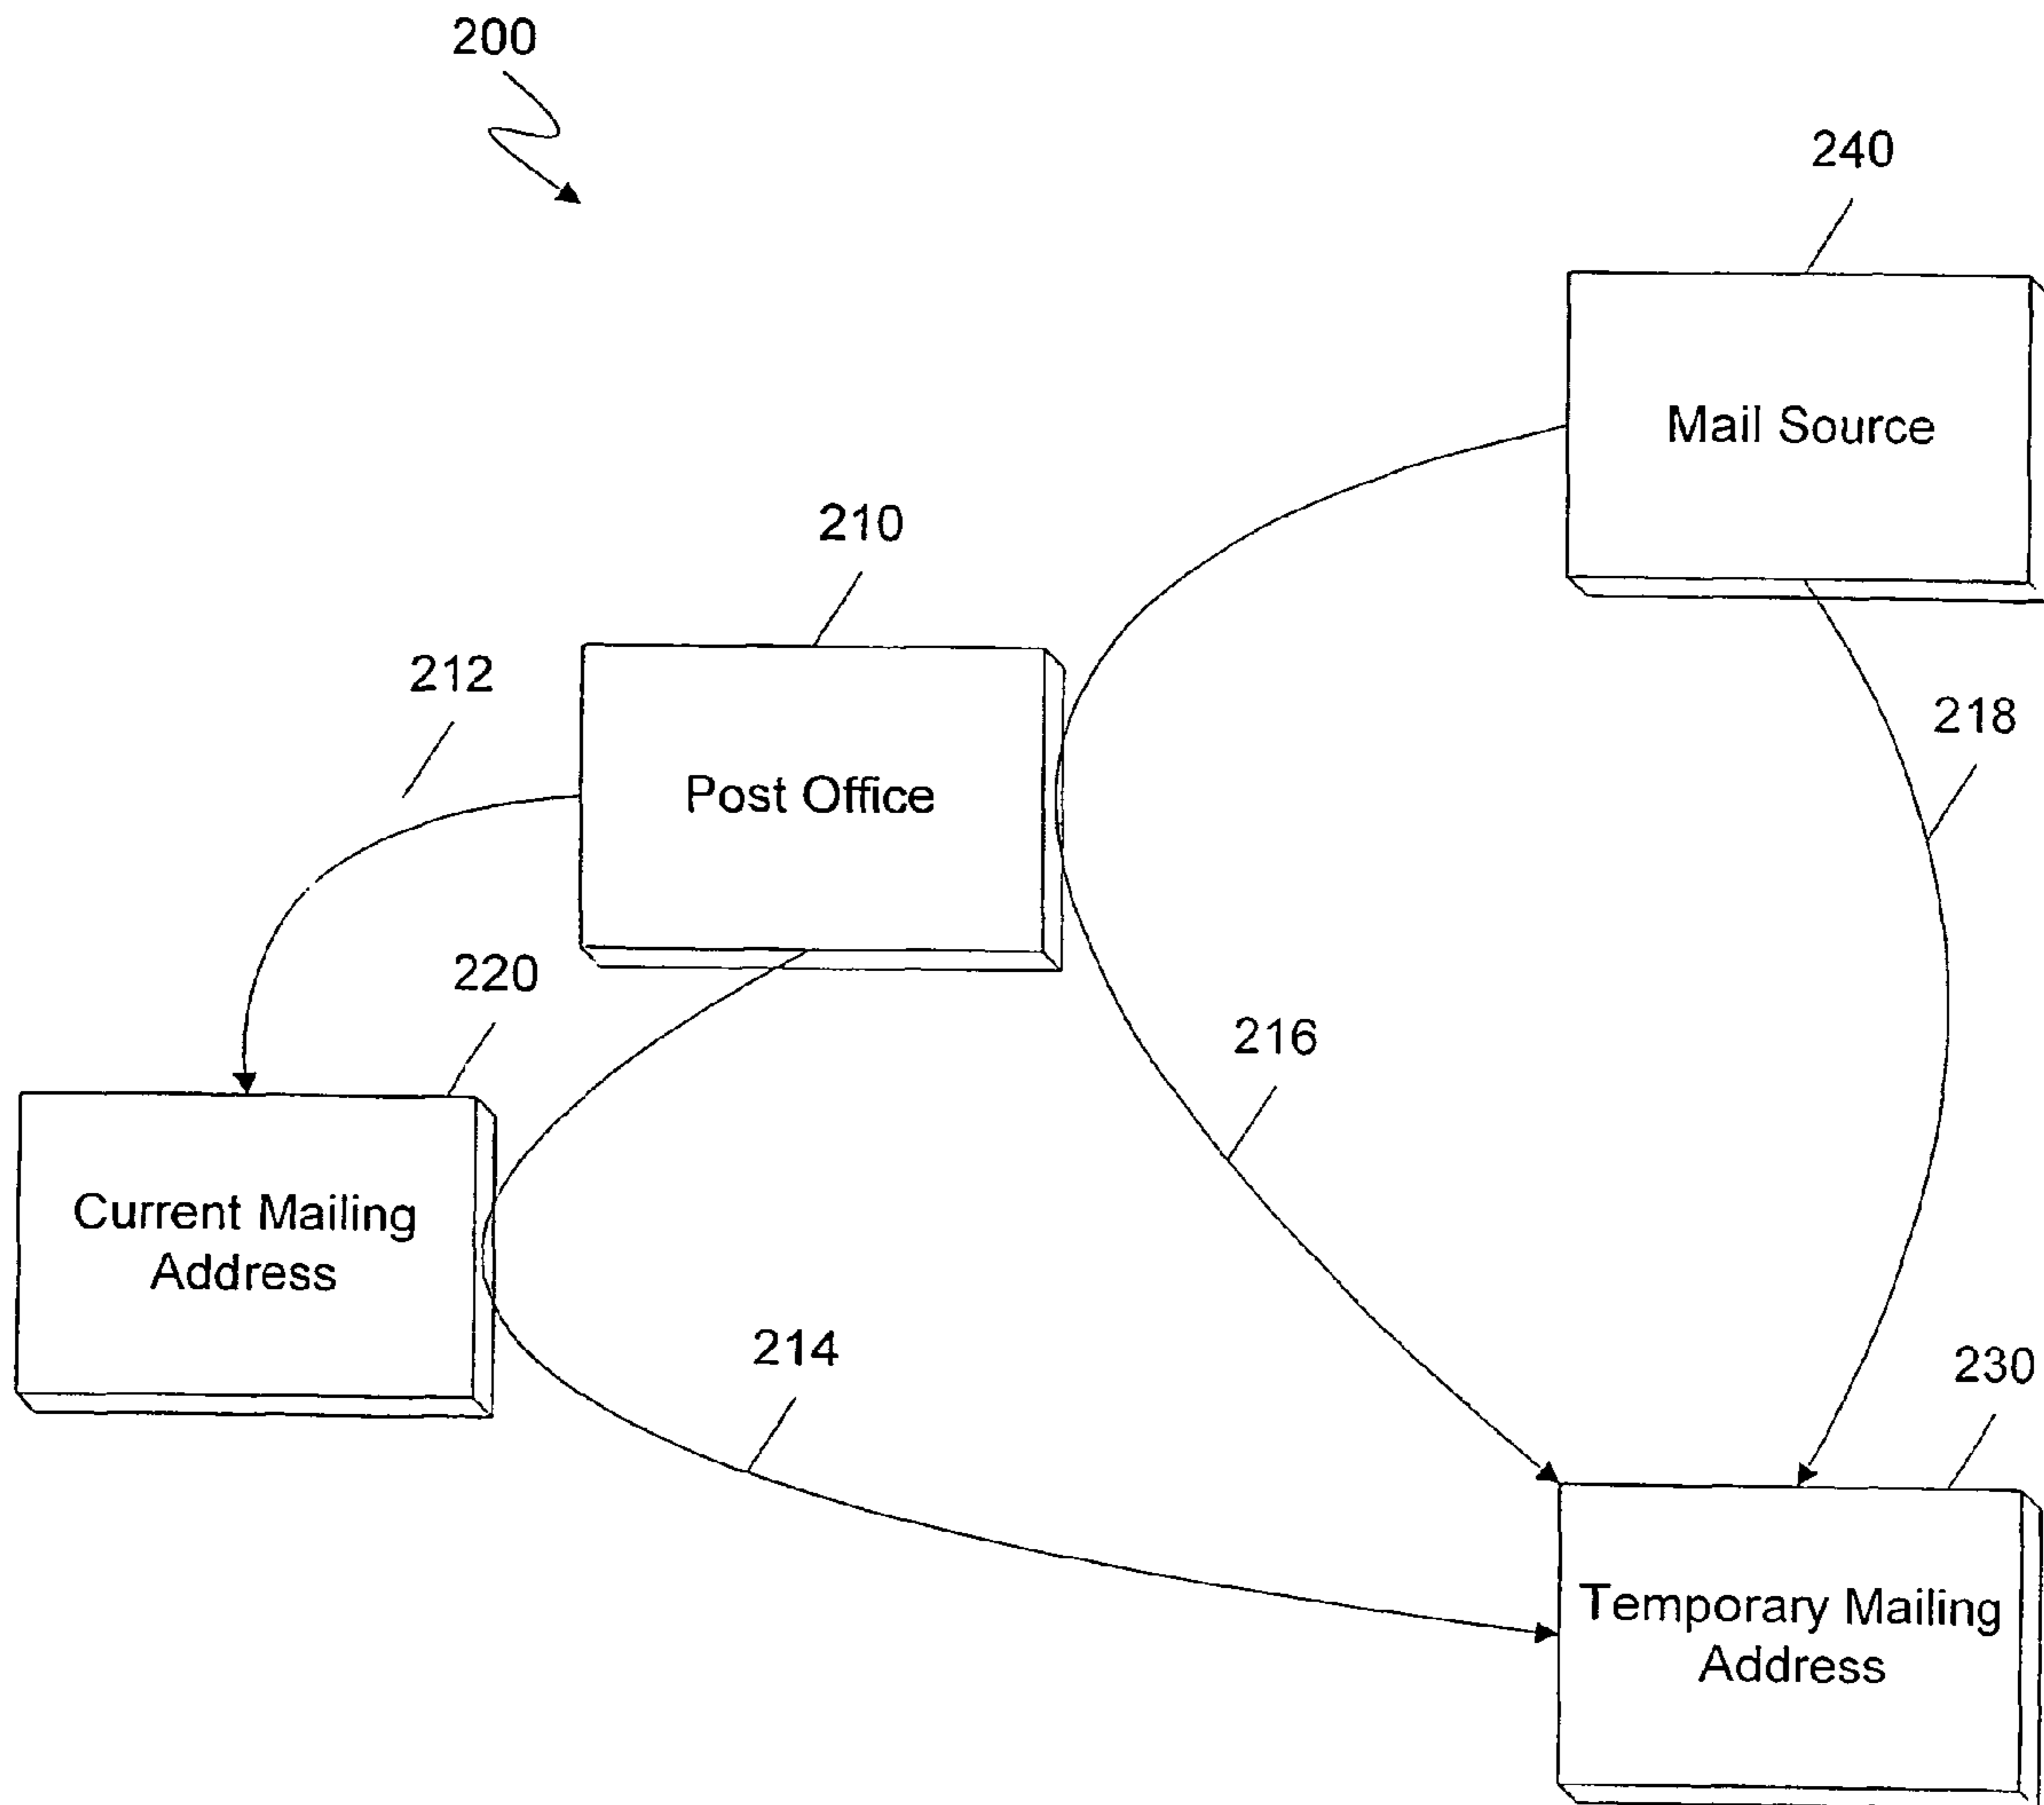 200
240
Mail Source
210
212
Post Office
218
220
216
Current Mailing
Address
214
230
Temporary Mailing
Address